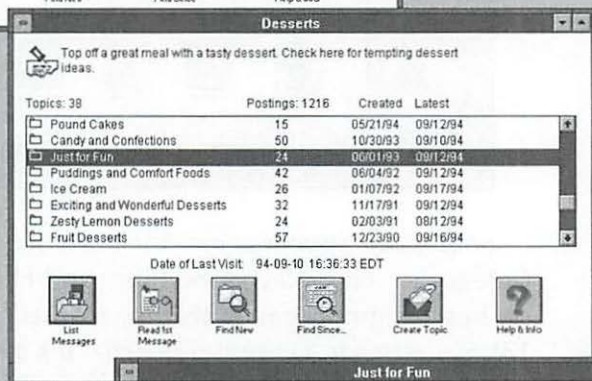 Desserts
Top off a great meal with a tasty dessert. Check here for tempting dessert
ideas.
Topics: 38 Postings: 1216 Created Latest
Pound Cakes 15 05/21/94 09/12/94
Candy and Confections 50 10/30/93 09/10/94
Just for Fun 24 06/01/93 09/12/94
Puddings and Comfort Foods 42 06/04/92 09/12/94
Ice Cream 26 01/07/92 09/17/94
Exciting and Wonderful Desserts 32 11/17/91 09/12/94
Zesty Lemon Desserts 24 02/03/91 08/12/94
Fruit Desserts 57 12/23/90 09/16/94
Date of Last Visit: 94-09-10 16:36:33 EDT
List Messages
Read 1st Message
Find New
Find Since...
Create Topic
Help & Info
Just for Fun